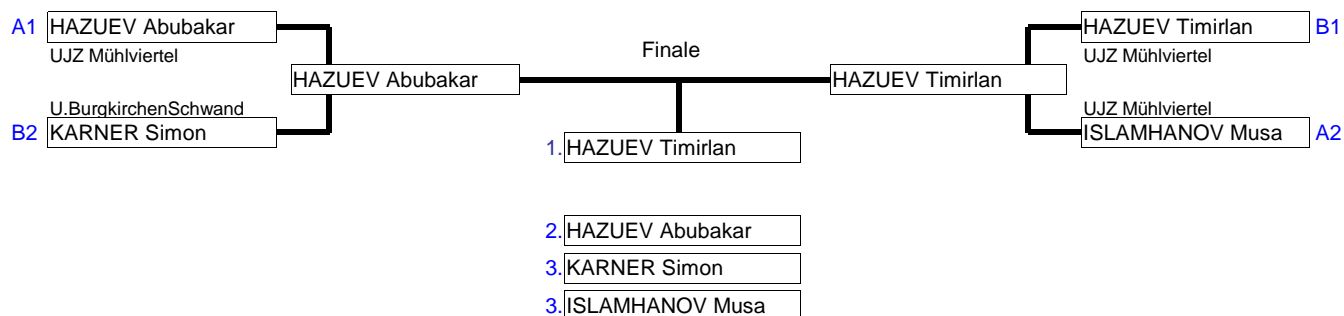 A1 HAZUEV Abubakar
UJZ Mühlviertel
HAZUEV Abubakar
U.BurgkirchenSchwand
B2 KARNER Simon
Finale
HAZUEV Timirlan B1
UJZ Mühlviertel
HAZUEV Timirlan
UJZ Mühlviertel
ISLAMHANOV Musa A2
1. HAZUEV Timirlan
2. HAZUEV Abubakar
3. KARNER Simon
3. ISLAMHANOV Musa